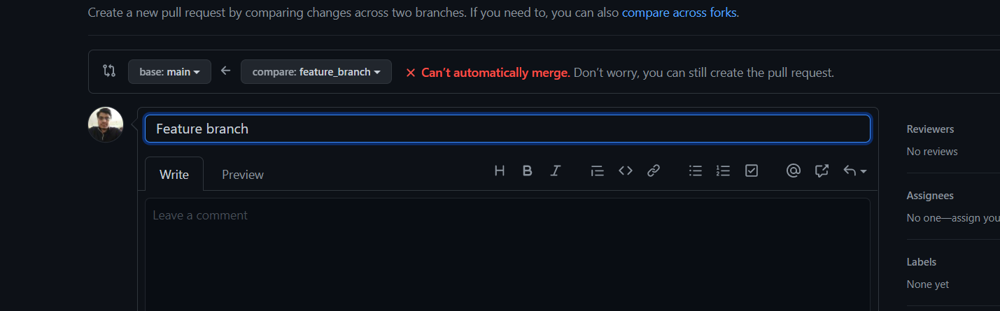 Create a new pull request by comparing changes across two branches. If you need to, you can also compare across forks.
base: main
compare: feature_branch
Can’t automatically merge. Don’t worry, you can still create the pull request.
Feature branch
Write
Preview
Leave a comment
Reviewers
No reviews
Assignees
No one—assign you
Labels
None yet